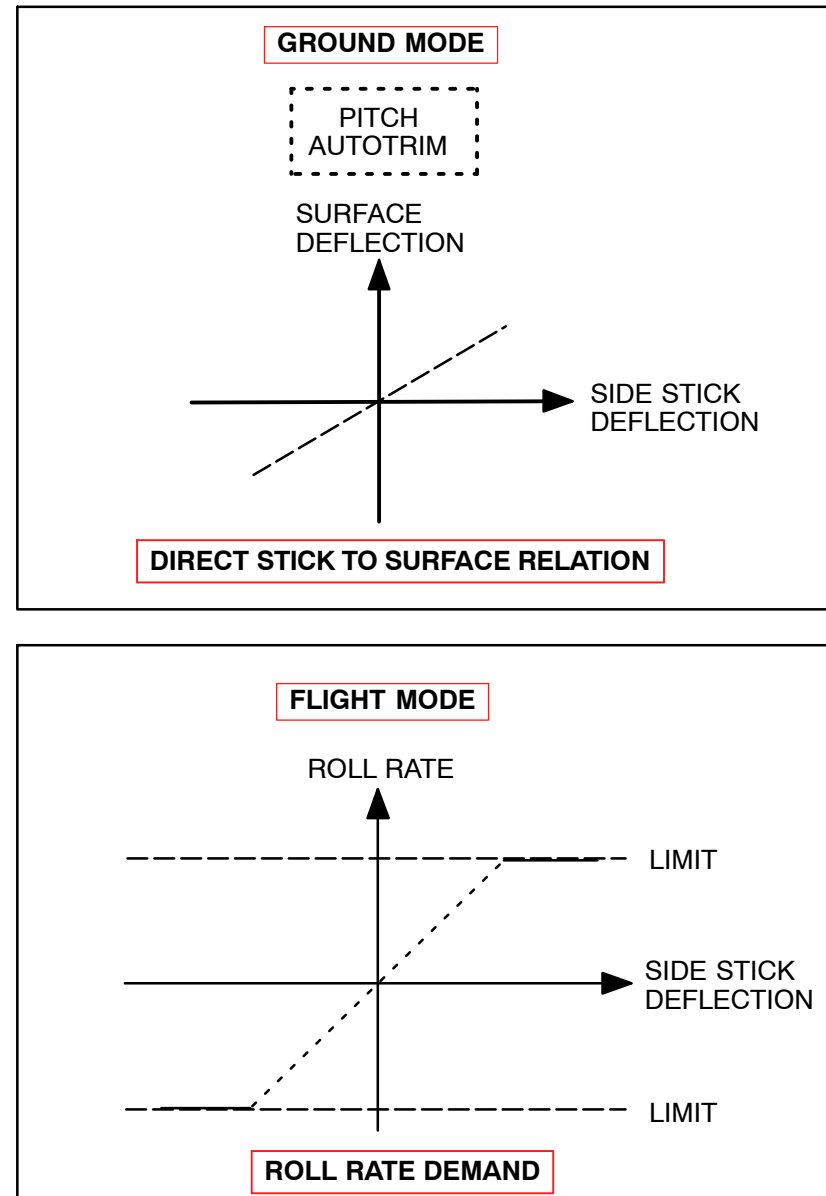 GROUND MODE
PITCH
AUTOTRIM
SURFACE
DEFLECTION
SIDE STICK
DEFLECTION
DIRECT STICK TO SURFACE RELATION
FLIGHT MODE
ROLL RATE
LIMIT
SIDE STICK
DEFLECTION
LIMIT
ROLL RATE DEMAND